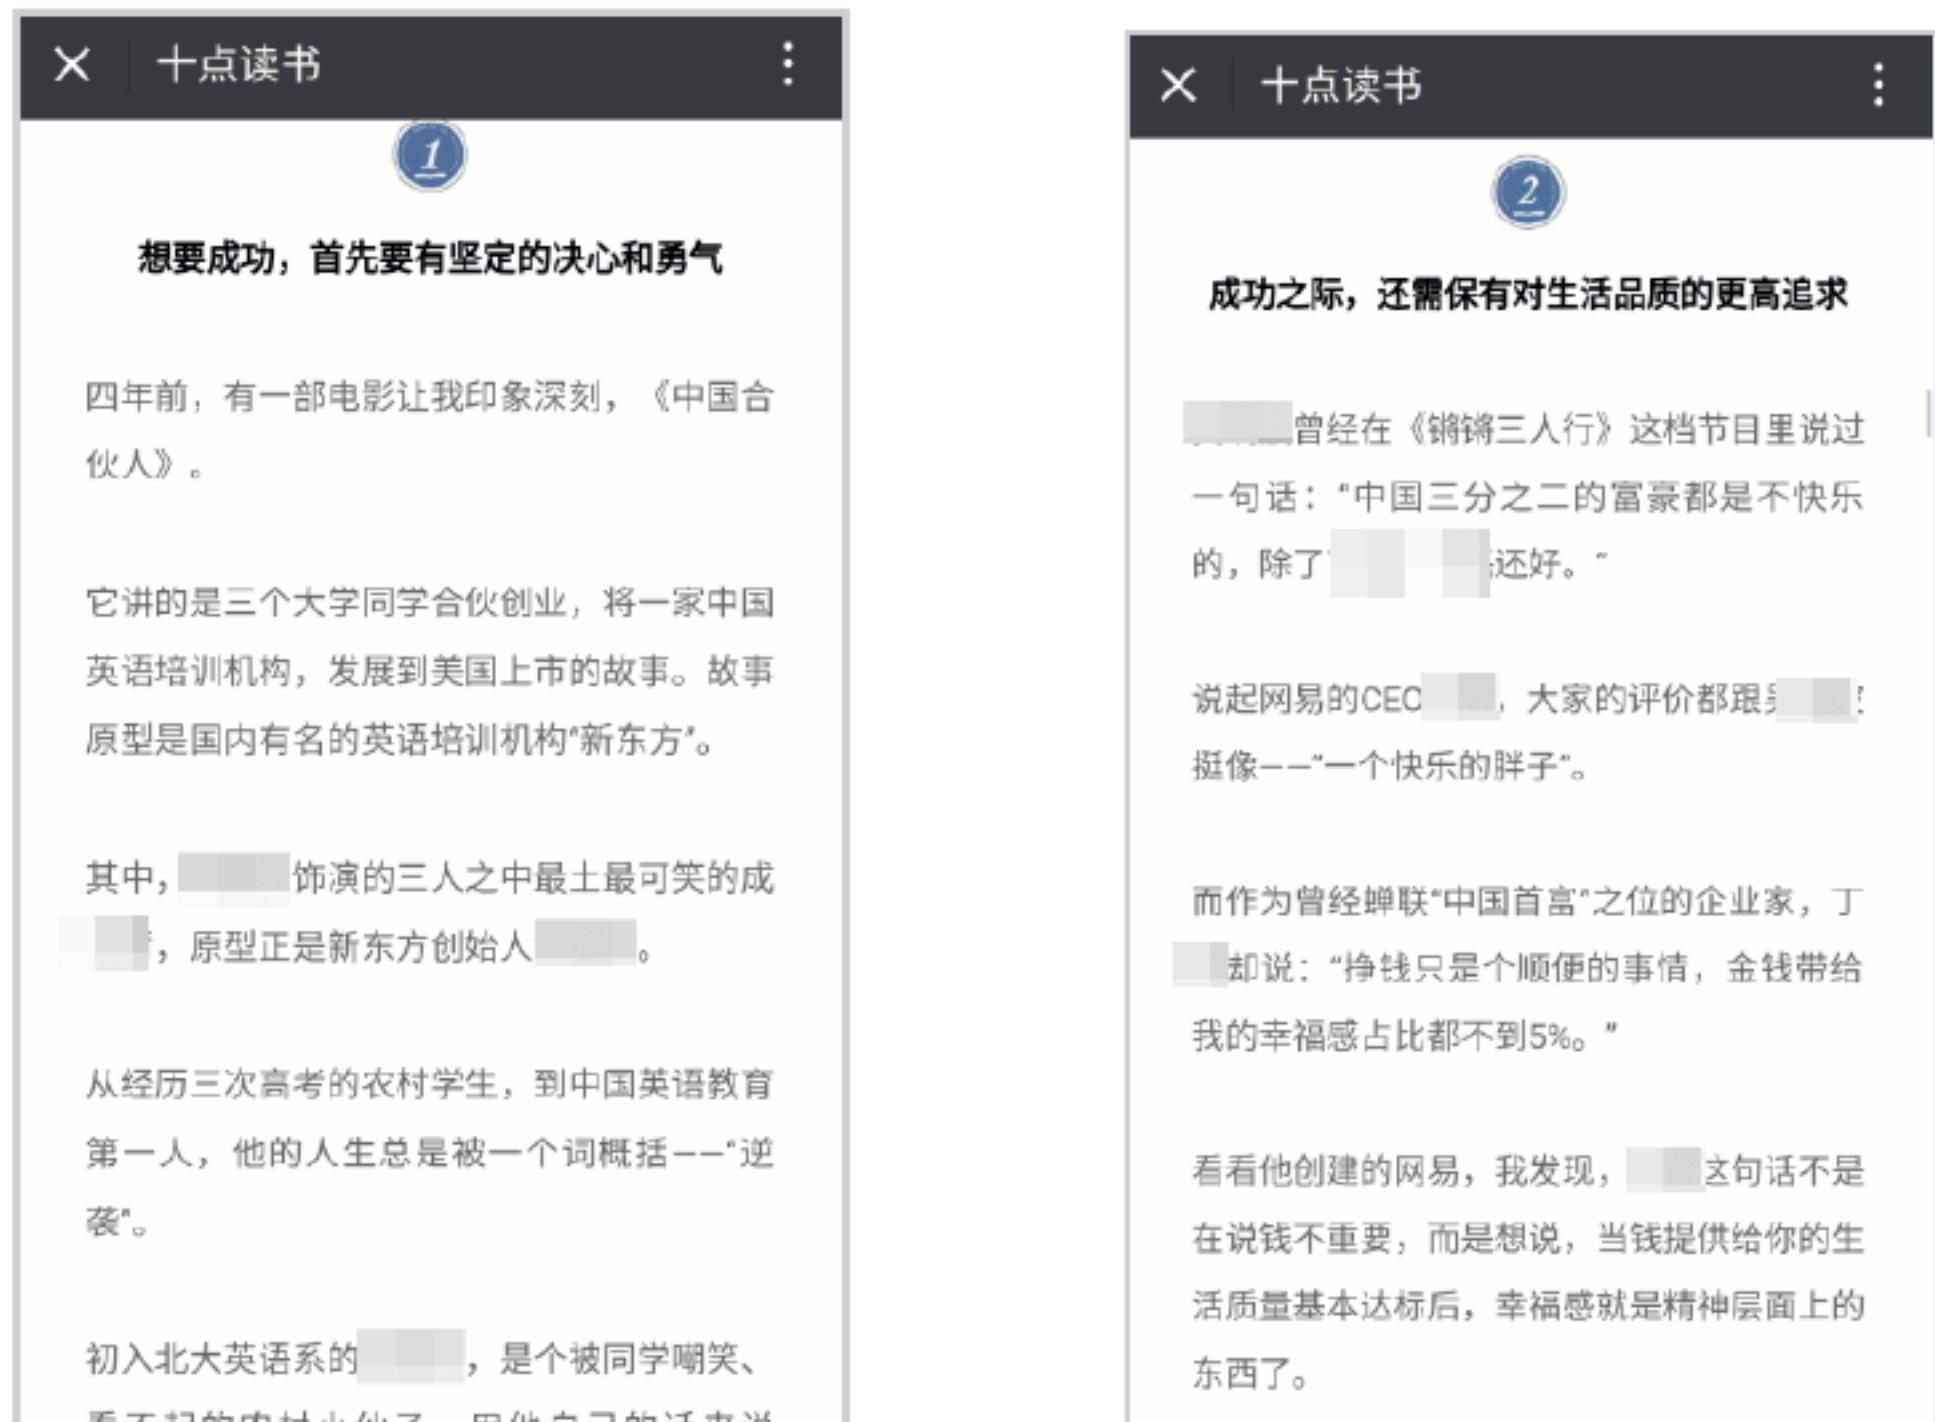 十点读书
1
想要成功，首先要有坚定的决心和勇气
四年前，有一部电影让我印象深刻，《中国合
伙人》。
它讲的是三个大学同学合伙创业，将一家中国
英语培训机构，发展到美国上市的故事。故事
原型是国内有名的英语培训机构“新东方”。
其中，饰演的三人之中最土最可笑的成
，原型正是新东方创始人。
从经历三次高考的农村学生，到中国英语教育
第一人，他的人生总是被一个词概括——“逆
袭”。
初入北大英语系的，是个被同学嘲笑、
十点读书
2
成功之际，还需保有对生活品质的更高追求
曾经在《锵锵三人行》这档节目里说过
一句话：“中国三分之二的富豪都是不快乐
的，除了还好。”
说起网易的CEO，大家的评价都跟
挺像——“一个快乐的胖子”。
而作为曾经蝉联“中国首富”之位的企业家，丁
却说：“挣钱只是个顺便的事情，金钱带给
我的幸福感占比都不到5%。”
看看他创建的网易，我发现，这句话不是
在说钱不重要，而是想说，当钱提供给你的生
活质量基本达标后，幸福感就是精神层面上的
东西了。